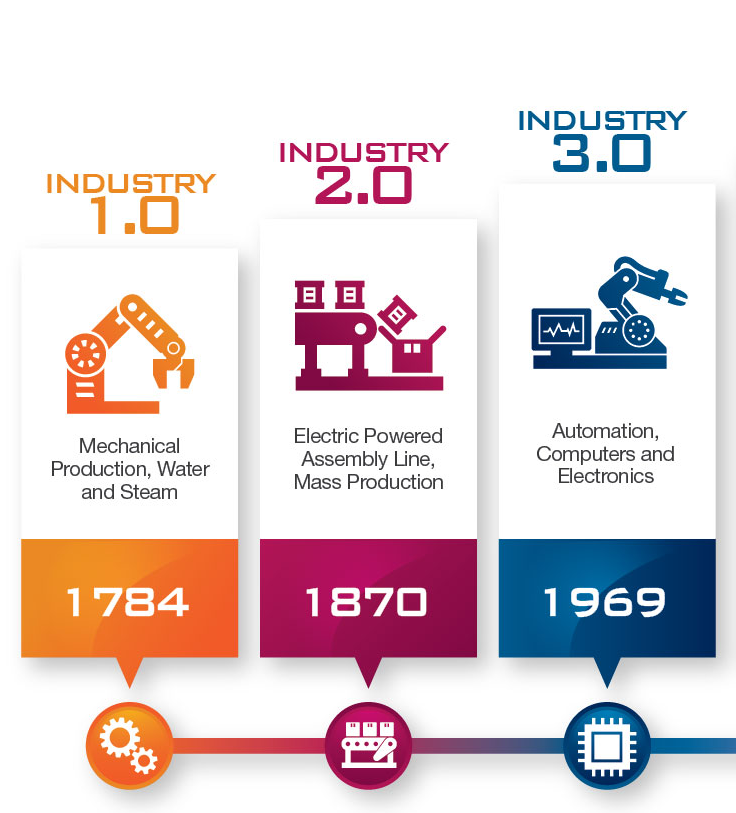 INDUSTRY
1.0
Mechanical
Production, Water
and Steam
1784
INDUSTRY
2.0
Electric Powered
Assembly Line,
Mass Production
1870
INDUSTRY
3.0
Automation,
Computers and
Electronics
1969